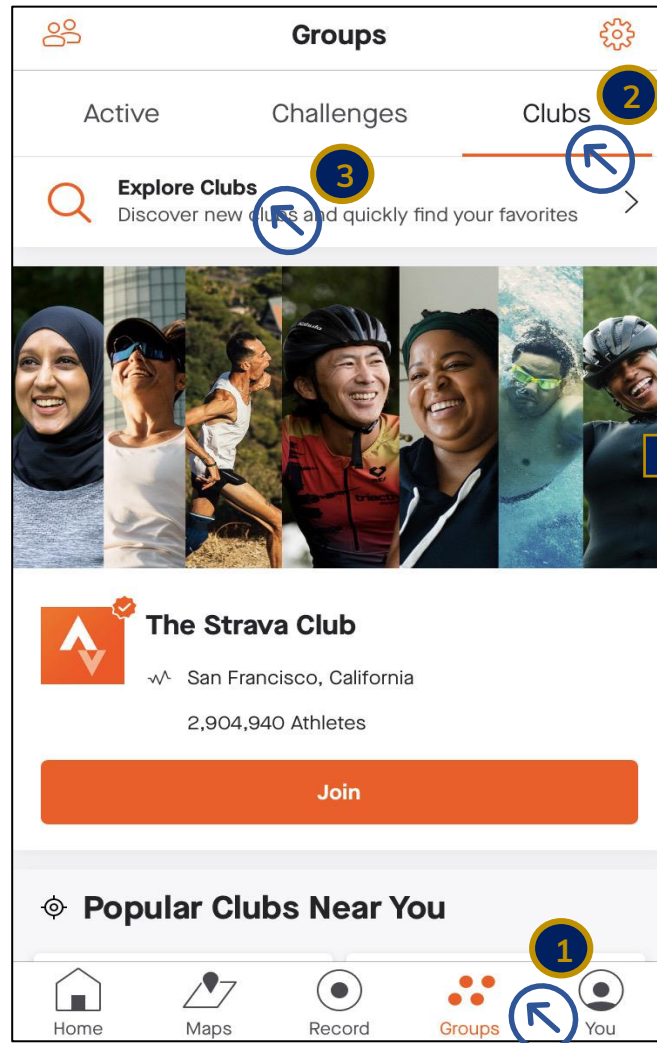 Groups
Active Challenges Clubs 2
3
Explore Clubs
Discover new clubs and quickly find your favorites
The Strava Club
San Francisco, California
2,904,940 Athletes
Join
Popular Clubs Near You
1
Home Maps Record Groups You